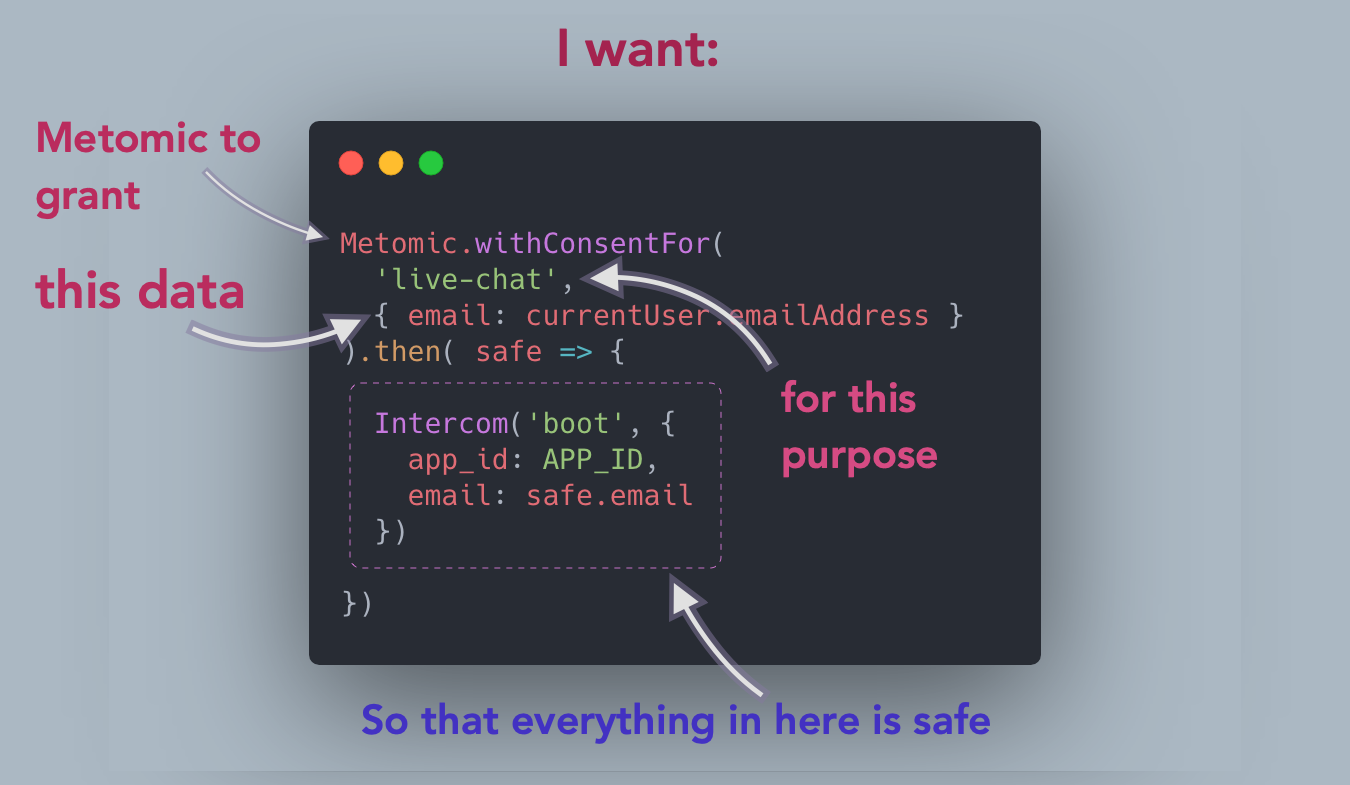 I want:
Metomic to
grant
this data
Metomic.withConsentFor(
'live-chat',
{ email: currentUser.emailAddress }
).then( safe => {
Intercom('boot', {
app_id: APP_ID,
email: safe.email
})
})
for this
purpose
So that everything in here is safe